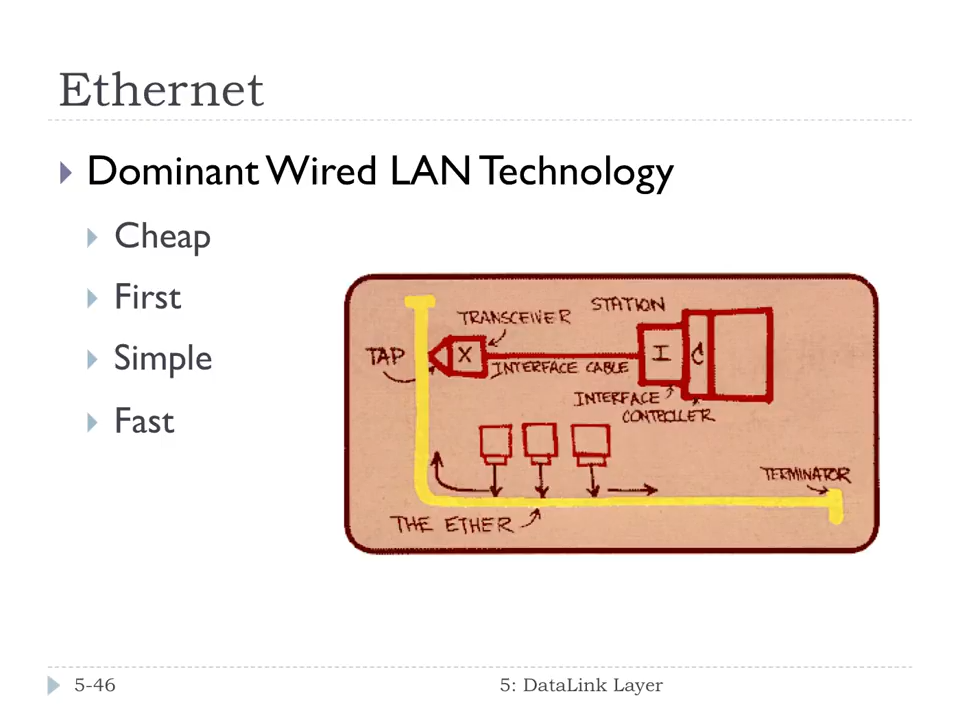 Ethernet
Dominant Wired LAN Technology
Cheap
First
Simple
Fast
STATION
TRANSCEIVER
TAP
X
I
C
INTERFACE CABLE
INTERFACE
CONTROLLER
TERMINATOR
THE ETHER
5-46
5: DataLink Layer